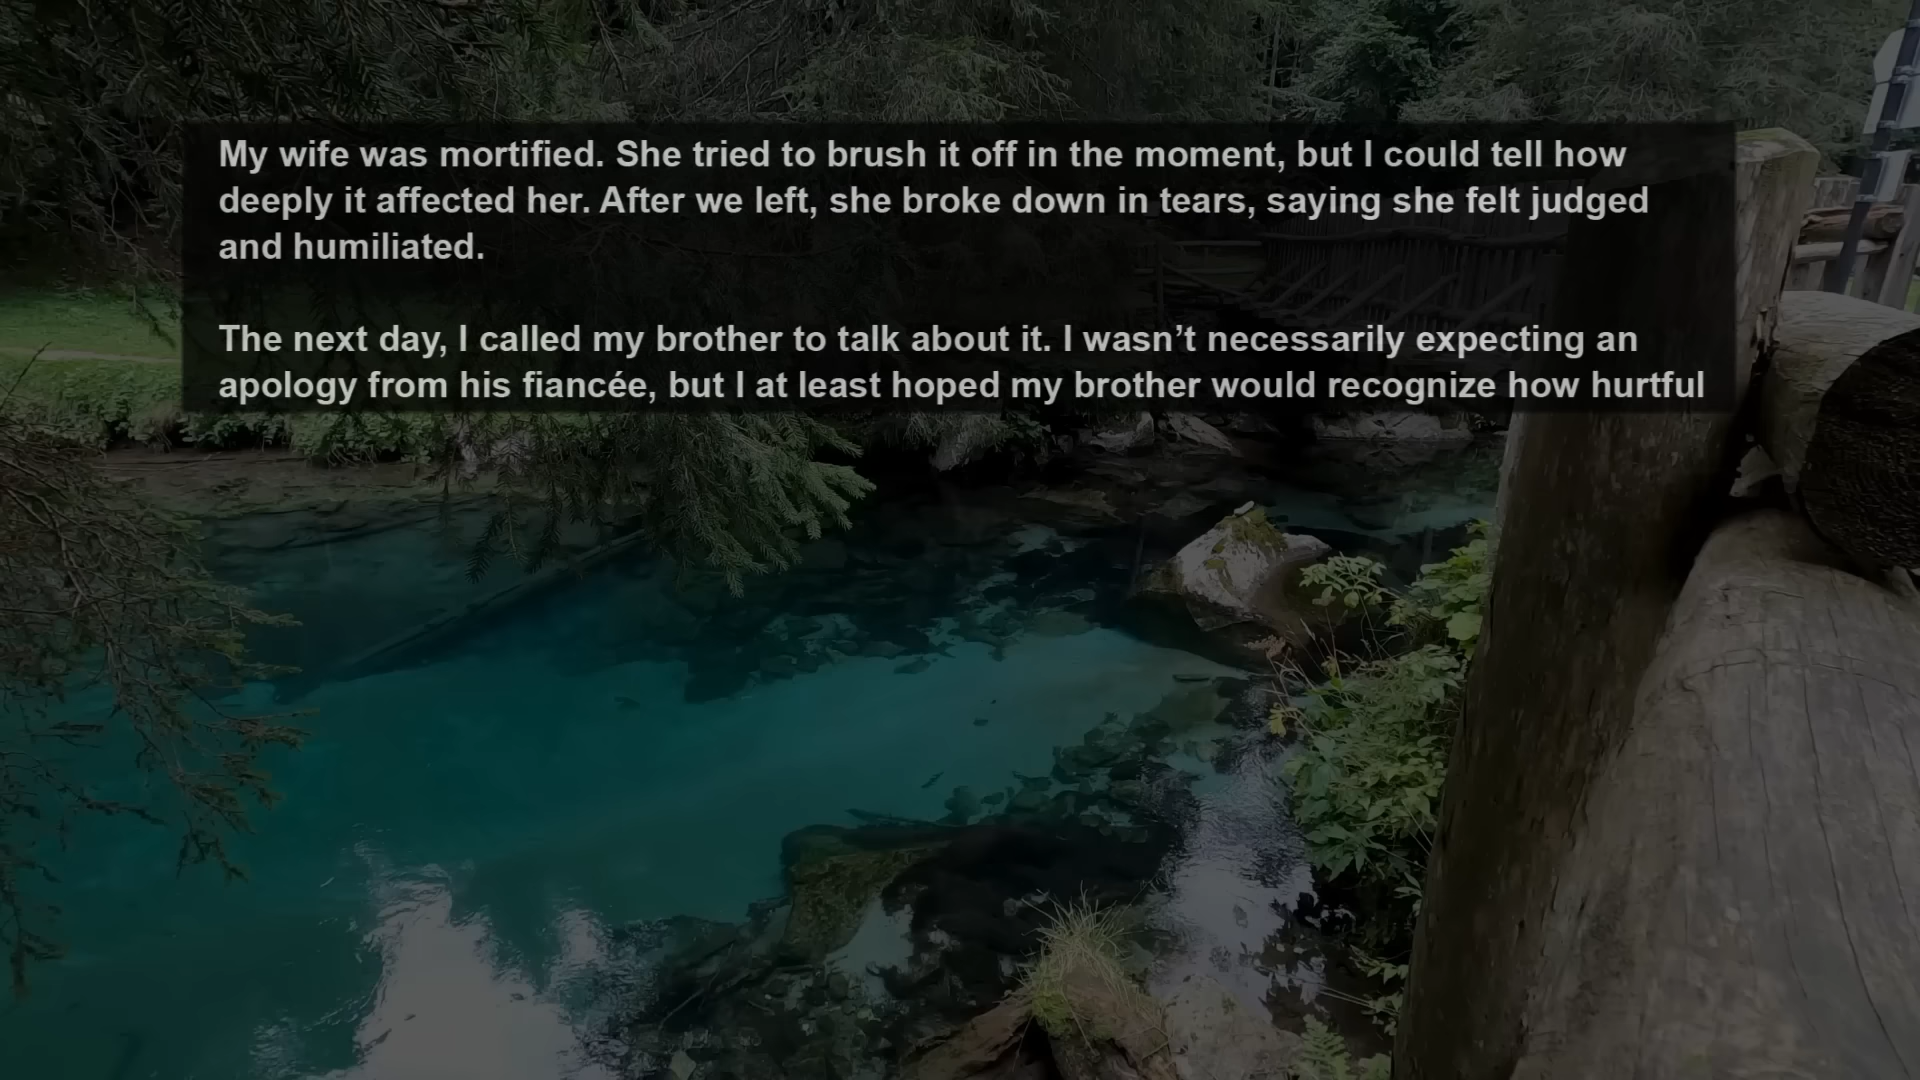 My wife was mortified. She tried to brush it off in the moment, but I could tell how
deeply it affected her. After we left, she broke down in tears, saying she felt judged
and humiliated.
The next day, I called my brother to talk about it. I wasn’t necessarily expecting an
apology from his fiancée, but I at least hoped my brother would recognize how hurtful